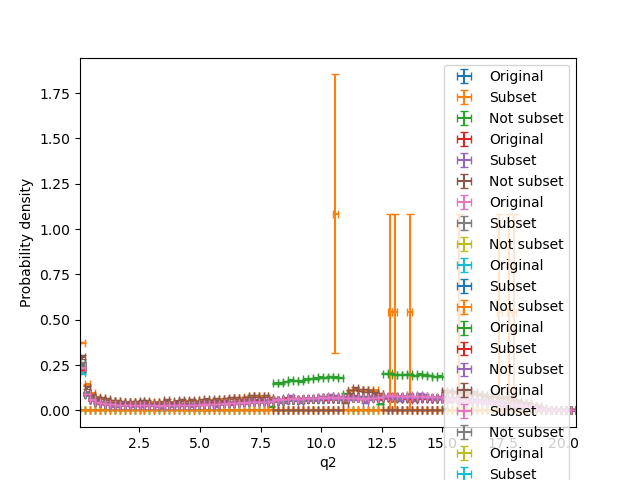 Probability density
1.75
1.50
1.25
1.00
0.75
0.50
0.25
0.00
2.5
5.0
7.5
10.0
12.5
15.0
17.5
20.0
q2
Original
Subset
Not subset
Original
Subset
Not subset
Original
Subset
Not subset
Original
Subset
Not subset
Original
Subset
Not subset
Original
Subset
Not subset
Original
Subset